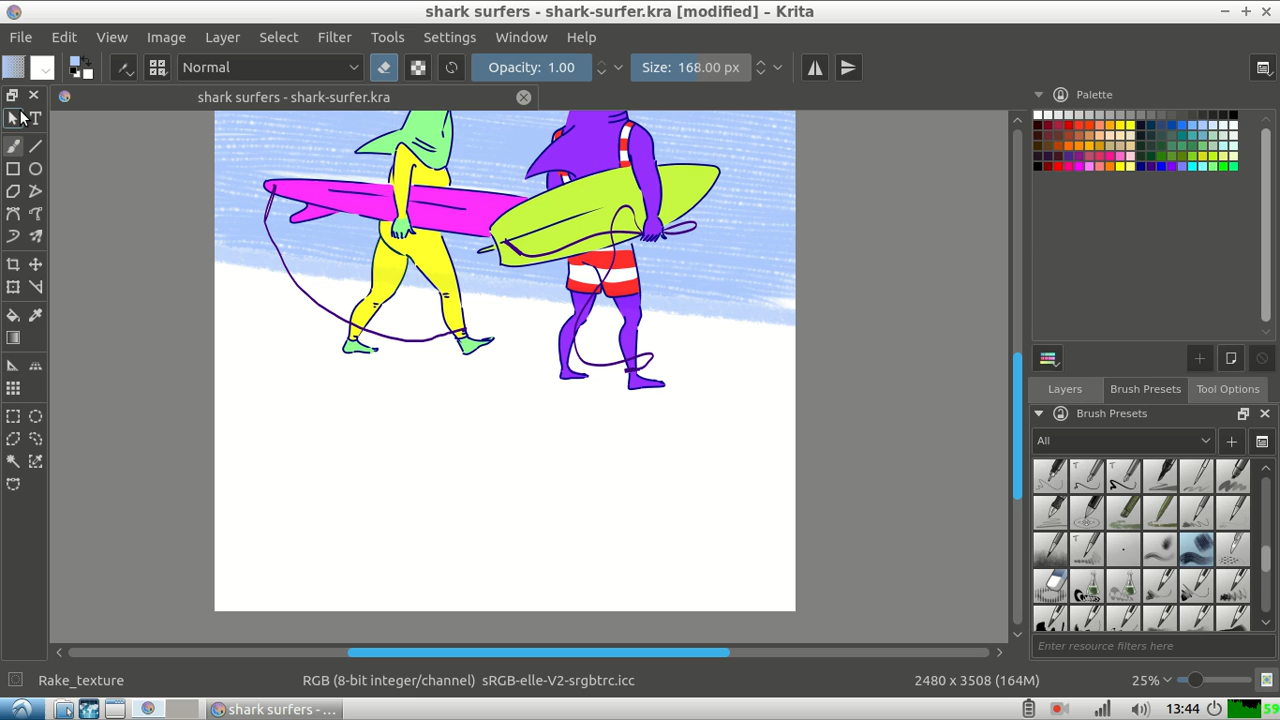 shark surfers - shark-surfer.kra [modified] – Krita
File Edit View Image Layer Select Filter Tools Settings Window Help
Normal Opacity: 1.00 Size: 168.00 px
shark surfers - shark-surfer.kra
Palette
Layers Brush Presets Tool Options
Brush Presets
All
Enter resource filters here
Rake_texture RGB (8-bit integer/channel) sRGB-elle-V2-srgbtrc.icc 2480 x 3508 (164M) 25%
shark surfers - ... 13:44 59